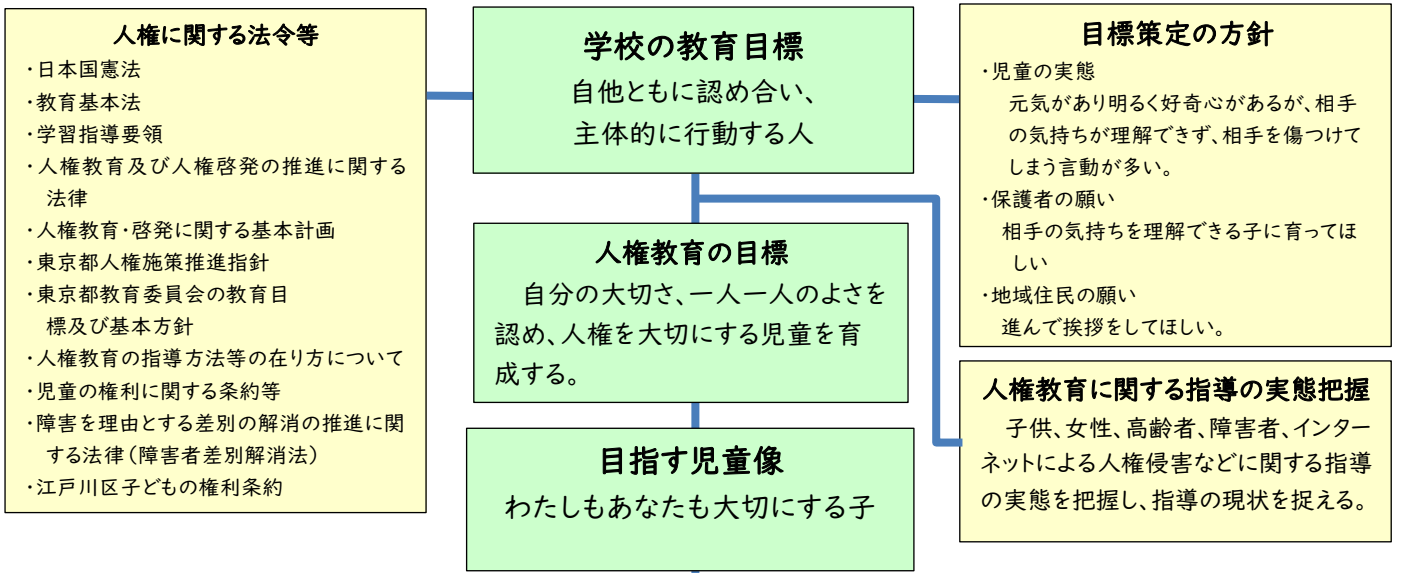 人権に関する法令等
・日本国憲法
・教育基本法
・学習指導要領
・人権教育及び人権啓発の推進に関する
法律
・人権教育・啓発に関する基本計画
・東京都人権施策推進指針
・東京都教育委員会の教育目
標及び基本方針
・人権教育の指導方法等の在り方について
・児童の権利に関する条約等
・障害を理由とする差別の解消の推進に関
する法律(障害者差別解消法)
・江戸川区子どもの権利条約
学校の教育目標
自他ともに認め合い、
主体的に行動する人
人権教育の目標
自分の大切さ、一人一人のよさを
認め、人権を大切にする児童を育
成する。
目指す児童像
わたしもあなたも大切にする子
目標策定の方針
・児童の実態
元気があり明るく好奇心があるが、相手
の気持ちが理解できず、相手を傷つけて
しまう言動が多い。
・保護者の願い
相手の気持ちを理解できる子に育ってほ
しい
・地域住民の願い
進んで挨拶をしてほしい。
人権教育に関する指導の実態把握
子供、女性、高齢者、障害者、インター
ネットによる人権侵害などに関する指導
の実態を把握し、指導の現状を捉える。